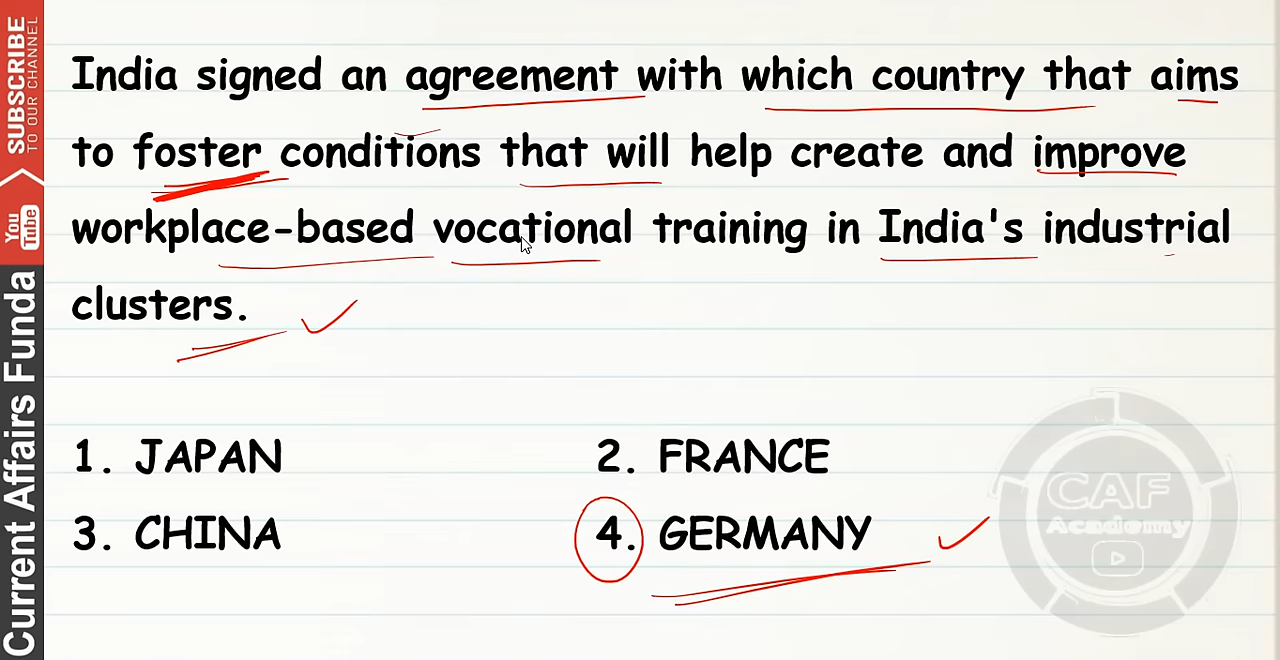 SUBSCRIBE
TO OUR CHANNEL
You
Tube
Current Affairs Funda
India signed an agreement with which country that aims
to foster conditions that will help create and improve
workplace-based vocational training in India's industrial
clusters.
1. JAPAN
2. FRANCE
3. CHINA
4. GERMANY
CAF
Academy